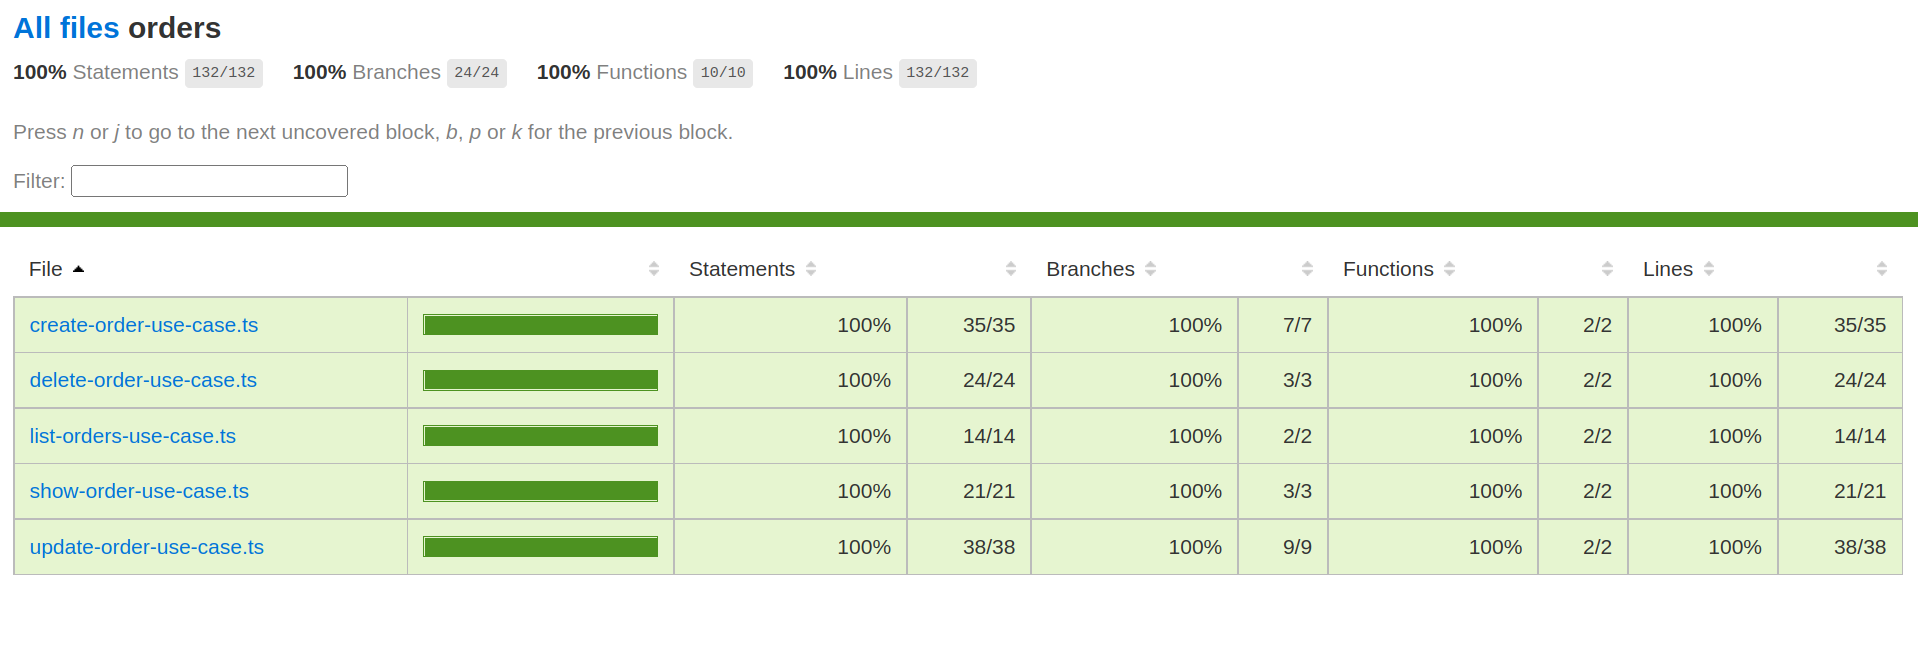 All files orders
100% Statements 132/132 100% Branches 24/24 100% Functions 10/10 100% Lines 132/132
Press n or j to go to the next uncovered block, b, p or k for the previous block.
Filter:
File Statements Branches Functions Lines
create-order-use-case.ts 100% 35/35 100% 7/7 100% 2/2 100% 35/35
delete-order-use-case.ts 100% 24/24 100% 3/3 100% 2/2 100% 24/24
list-orders-use-case.ts 100% 14/14 100% 2/2 100% 2/2 100% 14/14
show-order-use-case.ts 100% 21/21 100% 3/3 100% 2/2 100% 21/21
update-order-use-case.ts 100% 38/38 100% 9/9 100% 2/2 100% 38/38